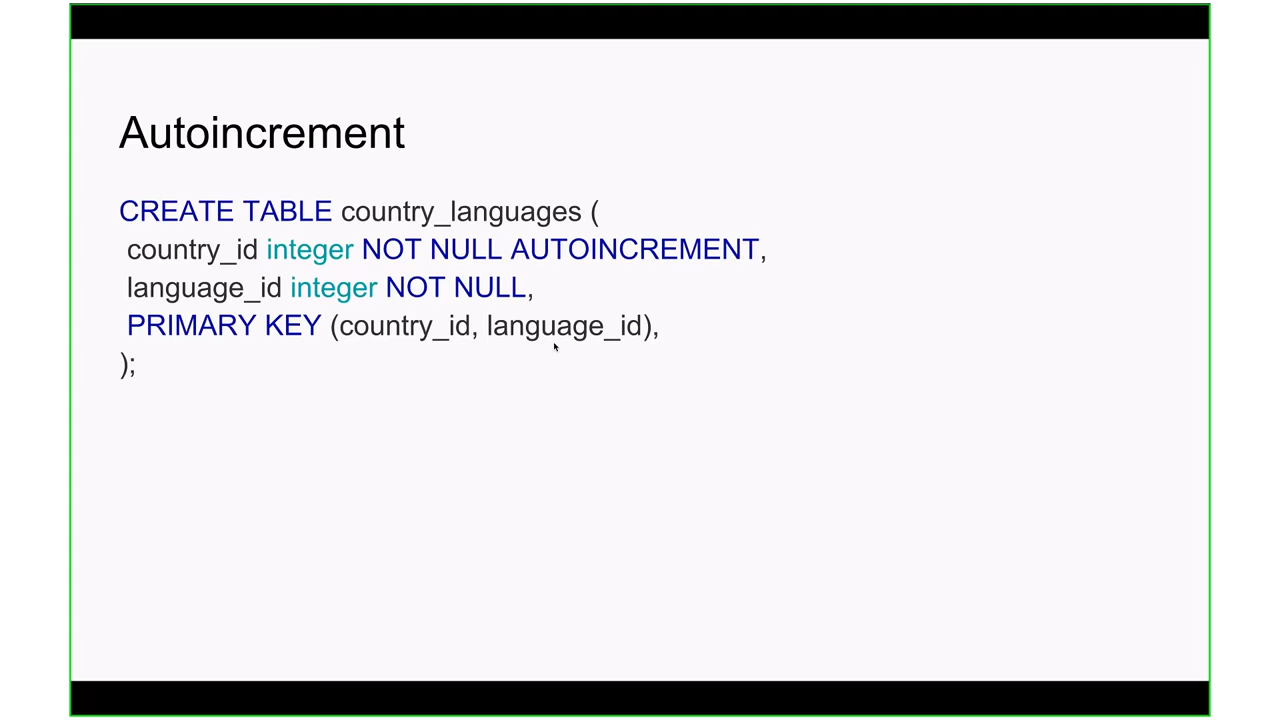 Autoincrement
CREATE TABLE country_languages (
country_id integer NOT NULL AUTOINCREMENT,
language_id integer NOT NULL,
PRIMARY KEY (country_id, language_id),
);